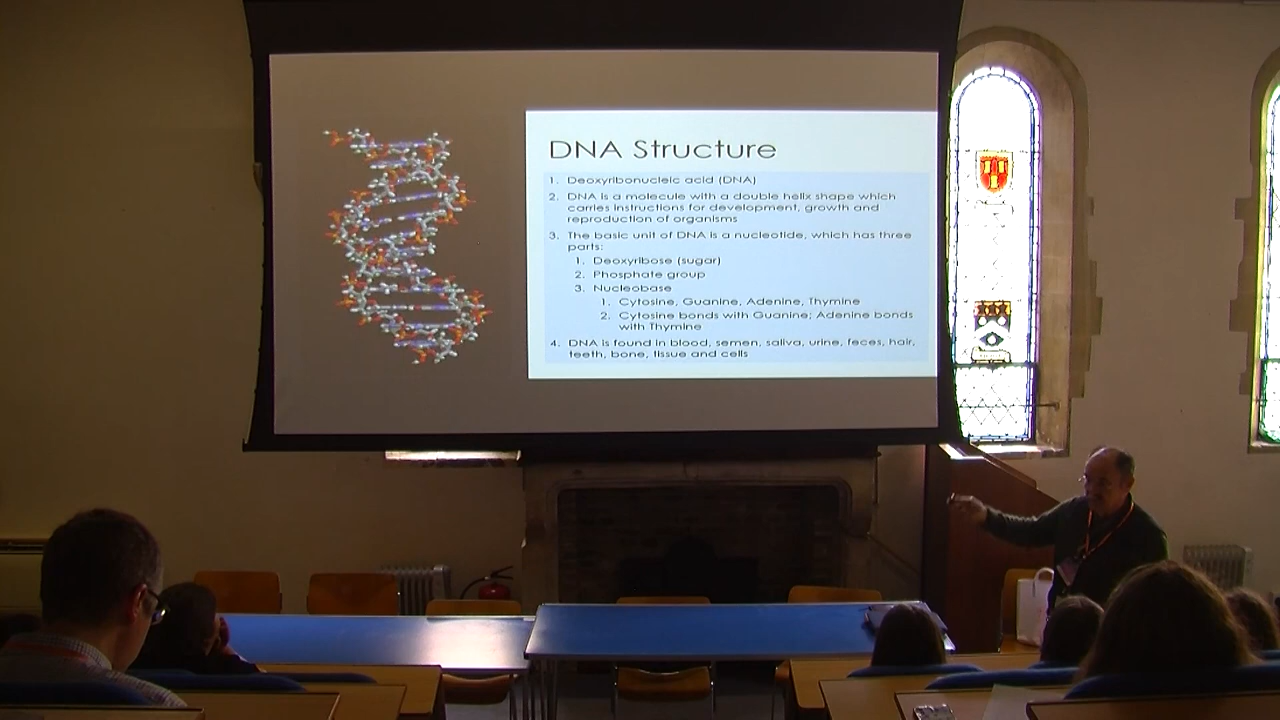 DNA Structure
1. Deoxyribonucleic acid (DNA)
2. DNA is a molecule with a double helix shape which
carries instructions for development, growth and
reproduction of organisms
3. The basic unit of DNA is a nucleotide, which has three
parts:
1. Deoxyribose (sugar)
2. Phosphate group
3. Nucleobase
1. Cytosine, Guanine, Adenine, Thymine
2. Cytosine bonds with Guanine; Adenine bonds
with Thymine
4. DNA is found in blood, semen, saliva, urine, feces, hair,
teeth, bone, tissue and cells